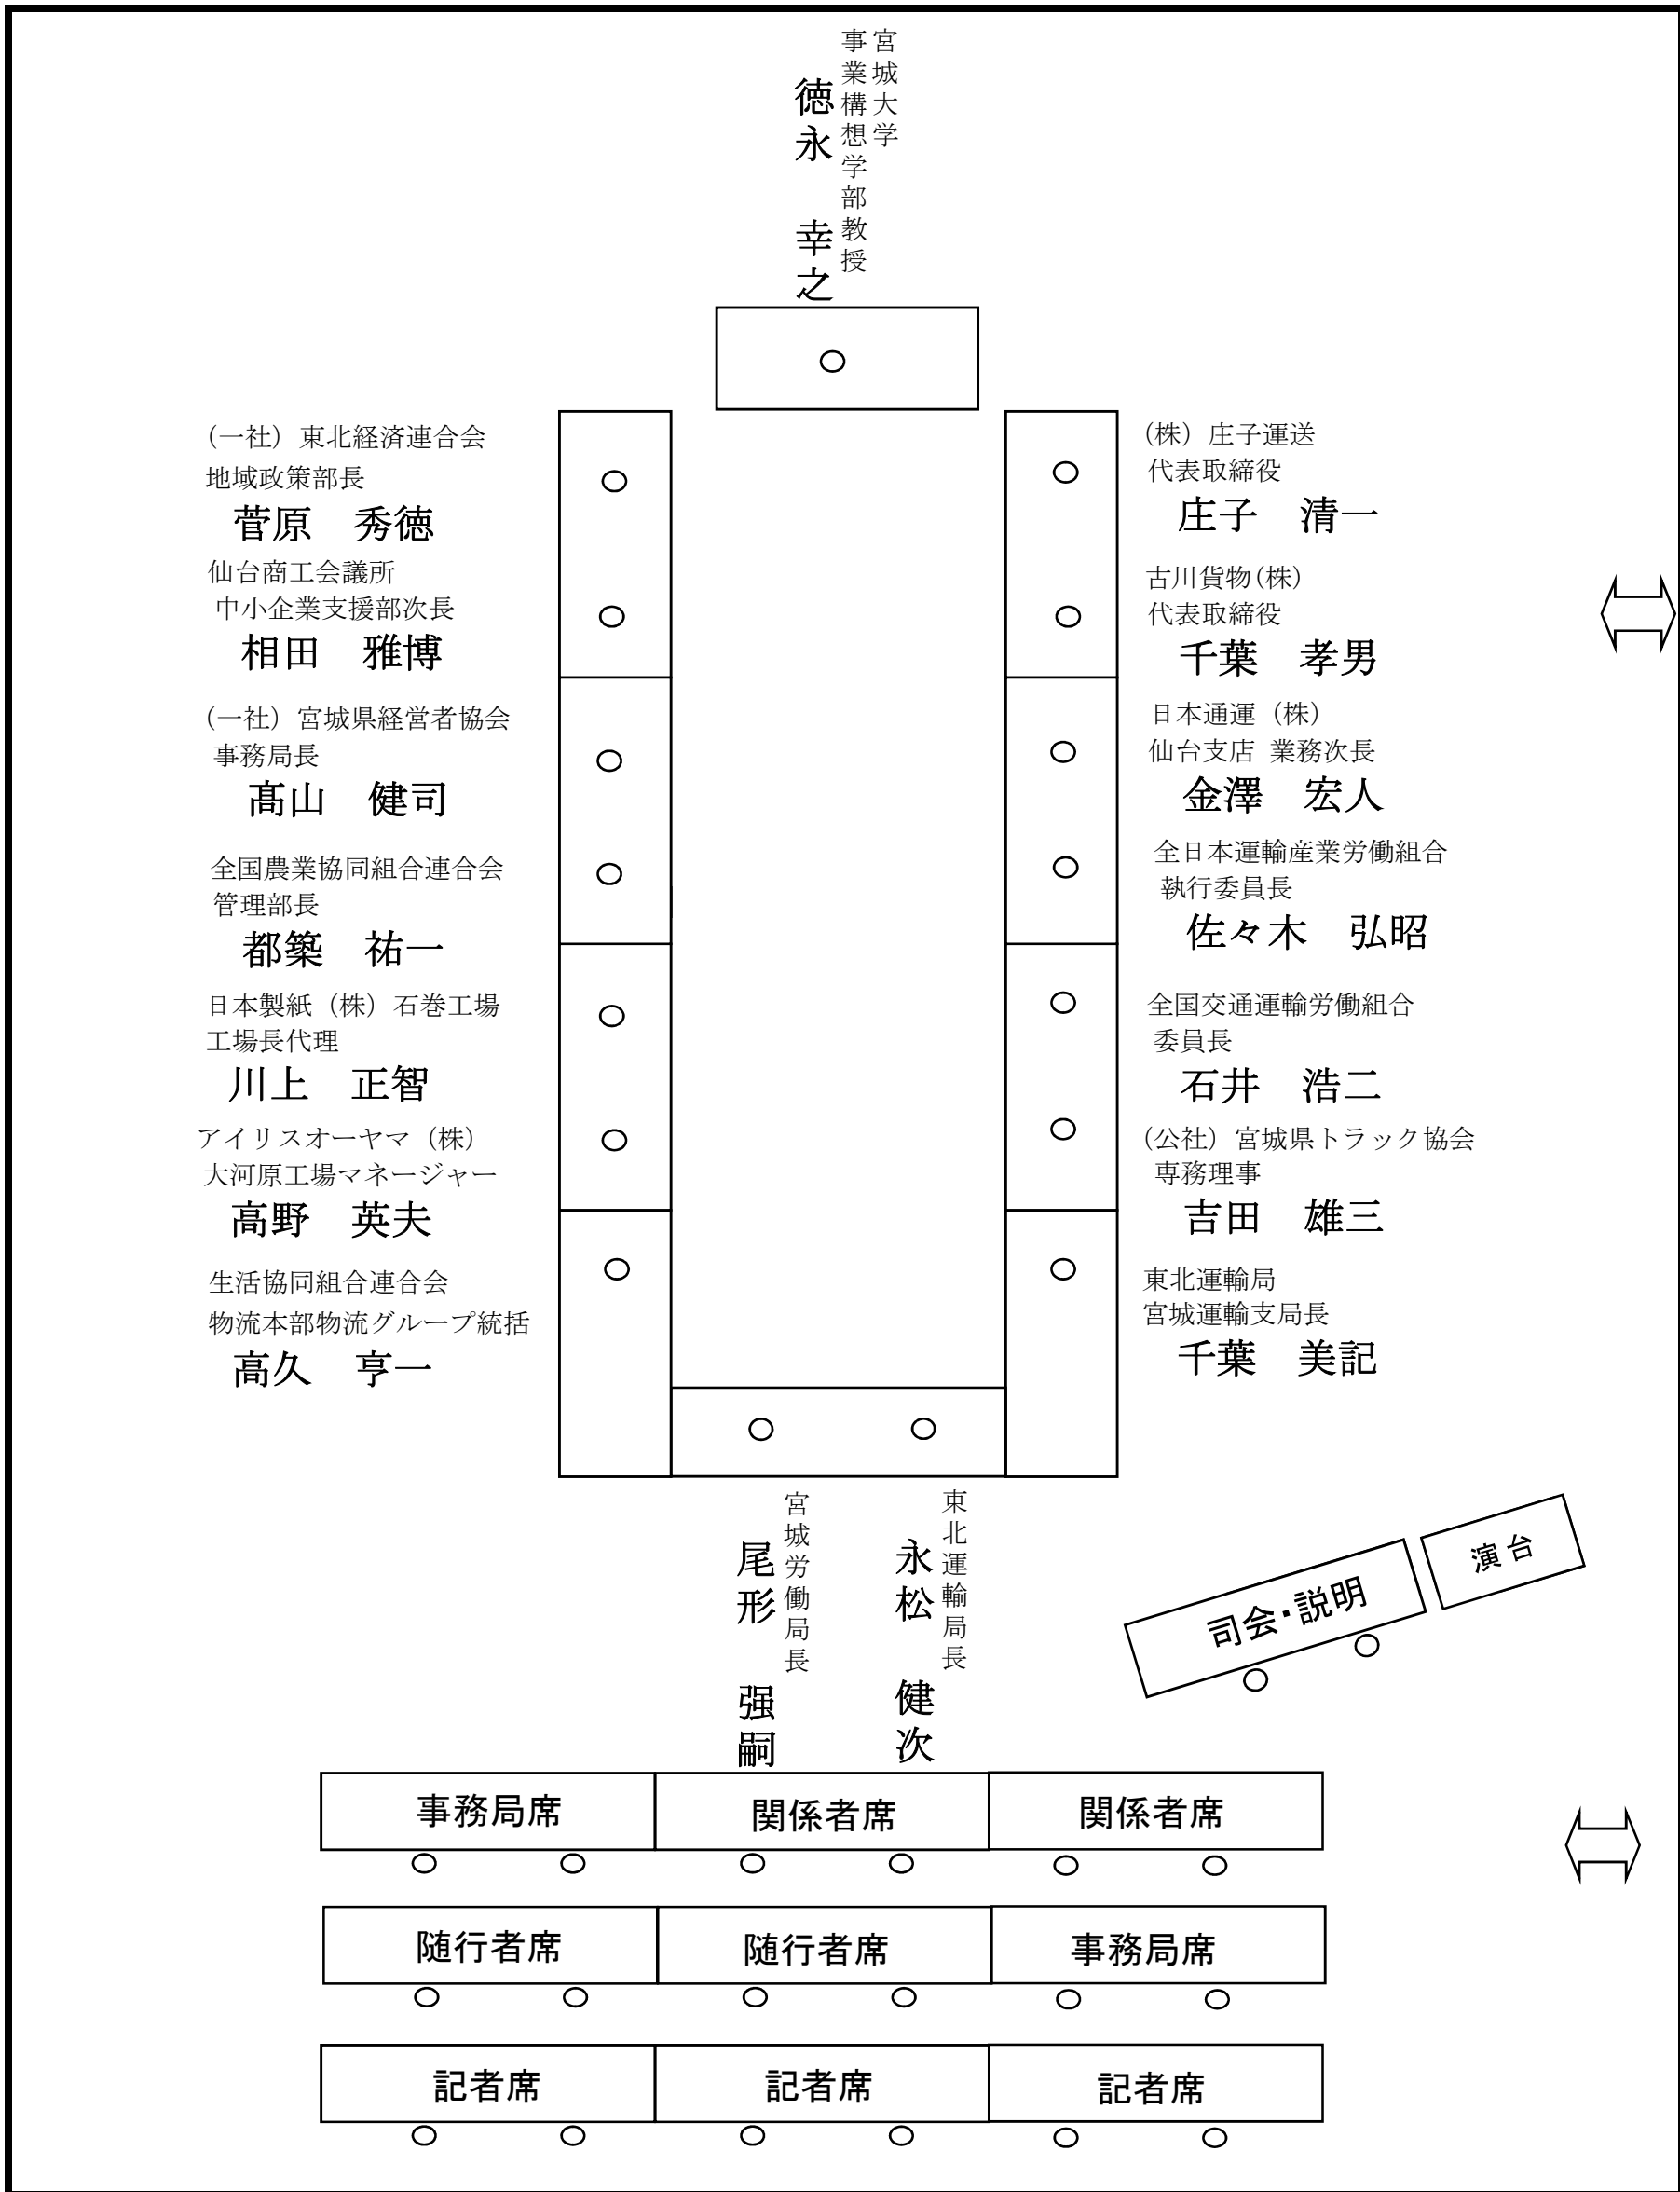 宮城大学
事業構想学部教授
徳永　幸之
（一社）東北経済連合会
地域政策部長
菅原　秀徳
仙台商工会議所
中小企業支援部次長
相田　雅博
（一社）宮城県経営者協会
事務局長
髙山　健司
全国農業協同組合連合会
管理部長
都築　祐一
日本製紙（株）石巻工場
工場長代理
川上　正智
アイリスオーヤマ（株）
大河原工場マネージャー
高野　英夫
生活協同組合連合会
物流本部物流グループ統括
高久　亨一
（株）庄子運送
代表取締役
庄子　清一
古川貨物（株）
代表取締役
千葉　孝男
日本通運（株）
仙台支店 業務次長
金澤　宏人
全日本運輸産業労働組合
執行委員長
佐々木　弘昭
全国交通運輸労働組合
委員長
石井　浩二
（公社）宮城県トラック協会
専務理事
吉田　雄三
東北運輸局
宮城運輸支局長
千葉　美記
東北運輸局長
永松　健次
宮城労働局長
尾形　强嗣
演台
司会・説明
事務局席
関係者席
関係者席
随行者席
随行者席
事務局席
記者席
記者席
記者席